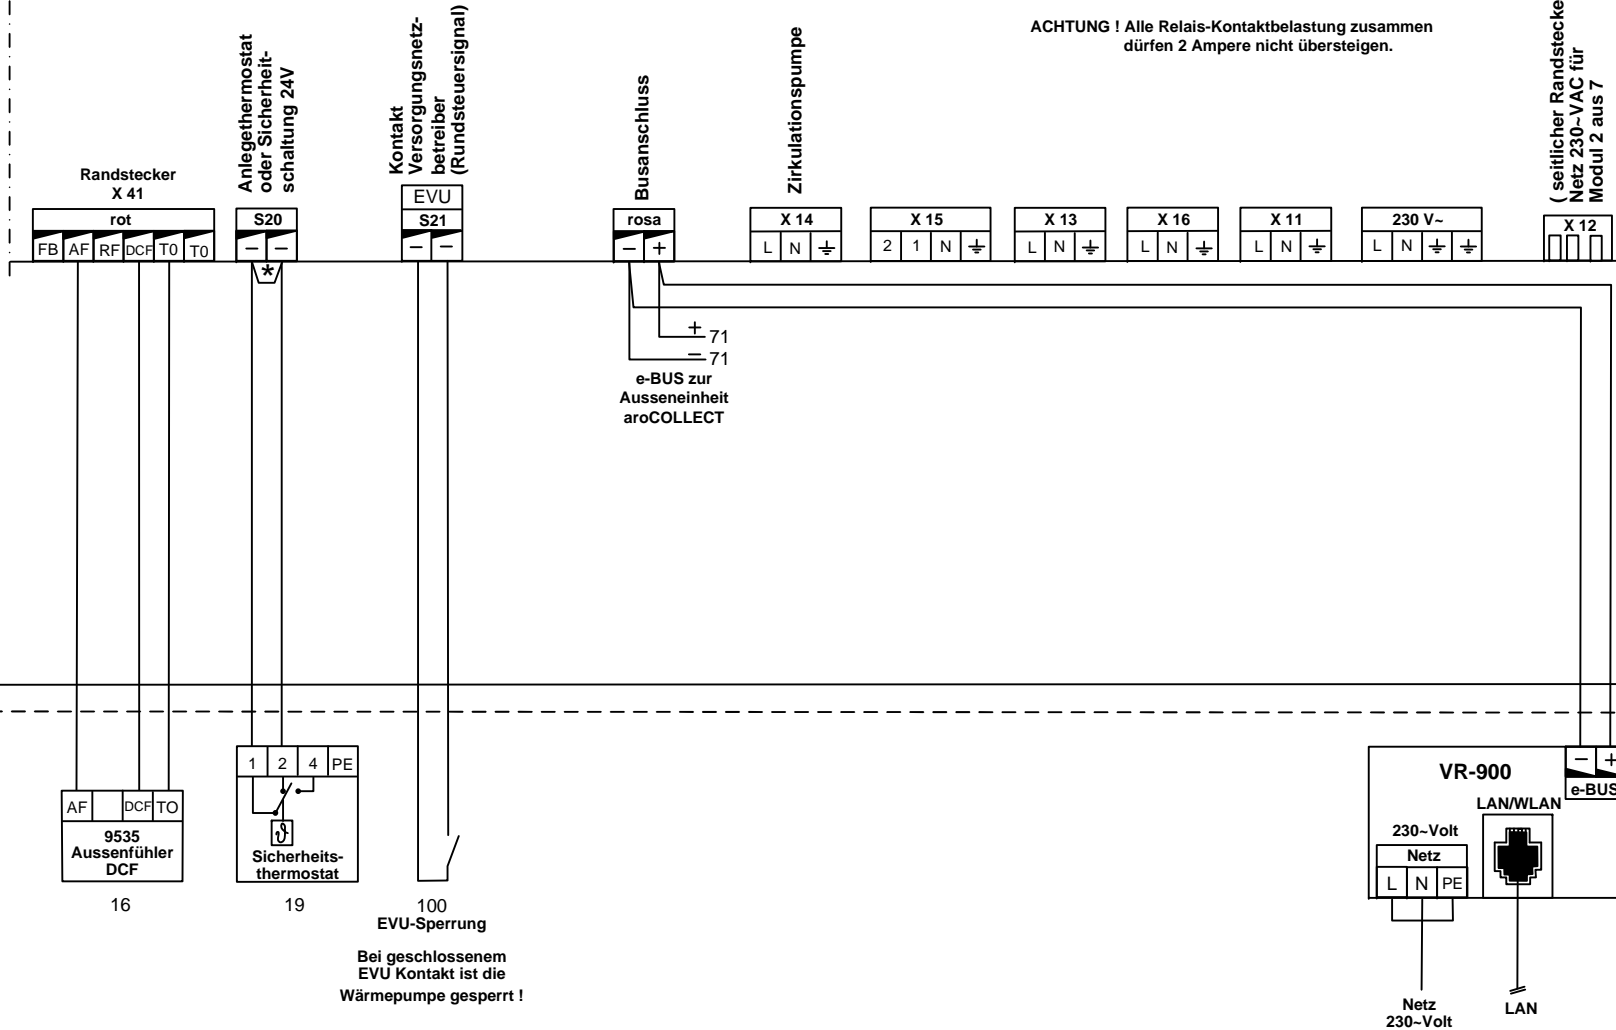 ACHTUNG ! Alle Relais-Kontaktbelastung zusammen
dürfen 2 Ampere nicht übersteigen.
Randstecker
X 41
rot
FB AF RF DCF T0 T0
Anlegethermostat
oder Sicherheit-
schaltung 24V
S20
– –
*
Kontakt
Versorgungsnetz-
betreiber
(Rundsteuersignal)
EVU
S21
– –
Busanschluss
rosa
– +
Zirkulationspumpe
X 14
L N
X 15
2 1 N
X 13
L N
X 16
L N
X 11
L N
230 V~
L N
( seitlicher Randstecke
Netz 230~VAC für
Modul 2 aus 7
X 12
+ 71
– 71
e-BUS zur
Ausseneinheit
aroCOLLECT
AF DCF TO
9535
Aussenfühler
DCF
16
1 2 4 PE
ϑ
Sicherheits-
thermostat
19
100
EVU-Sperrung
Bei geschlossenem
EVU Kontakt ist die
Wärmepumpe gesperrt !
VR-900
– +
e-BUS
LAN/WLAN
230~Volt
Netz
L N PE
Netz
230~Volt
LAN